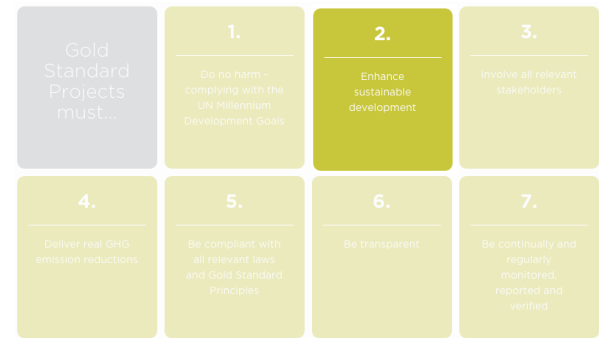 Gold
Standard
Projects
must...
1.
Do no harm -
complying with the
UN Millennium
Development Goals
2.
Enhance
sustainable
development
3.
Involve all relevant
stakeholders
4.
Deliver real GHG
emission reductions
5.
Be compliant with
all relevant laws
and Gold Standard
Principles
6.
Be transparent
7.
Be continually and
regularly
monitored,
reported and
verified